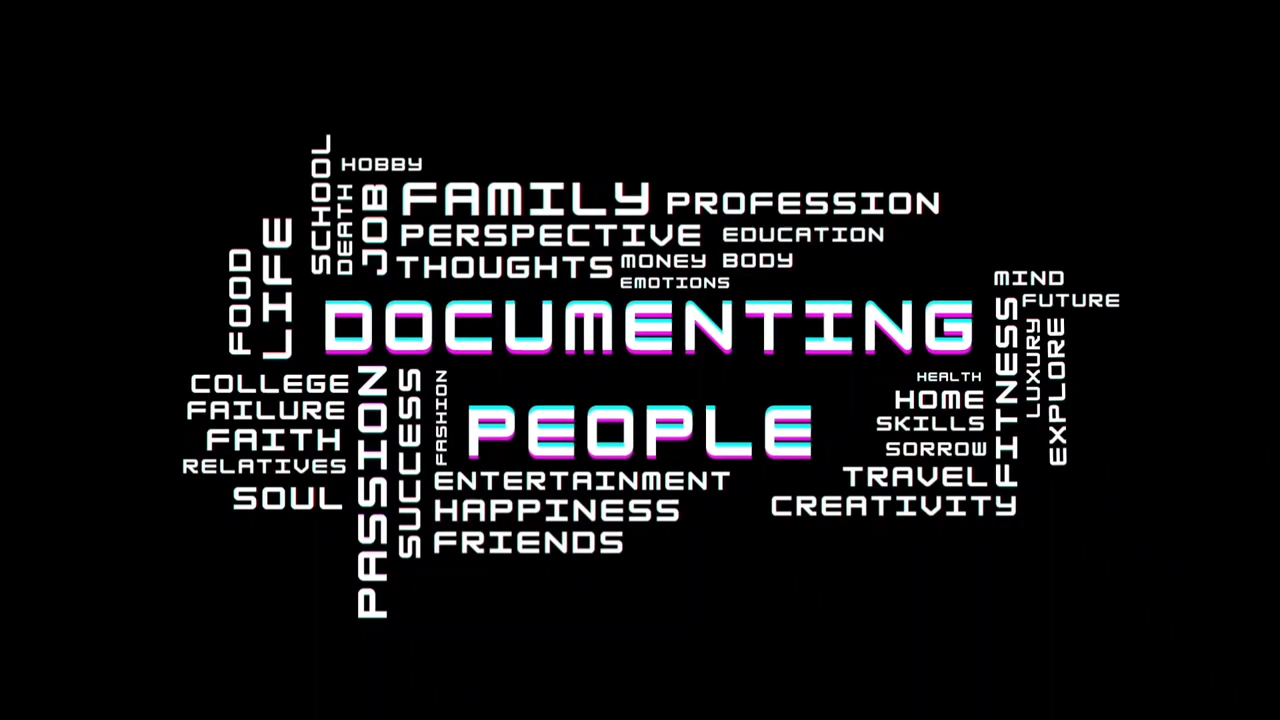 SCHOOL
HOBBY
DEATH
JOB
FAMILY
PROFESSION
PERSPECTIVE
EDUCATION
THOUGHTS
MONEY
BODY
EMOTIONS
FOOD
LIFE
DOCUMENTING
PEOPLE
MIND
FUTURE
FITNESS
LUXURY
EXPLORE
COLLEGE
FAILURE
FAITH
RELATIVES
SOUL
PASSION
SUCCESS
FASHION
ENTERTAINMENT
HAPPINESS
FRIENDS
HEALTH
HOME
SKILLS
SORROW
TRAVEL
CREATIVITY